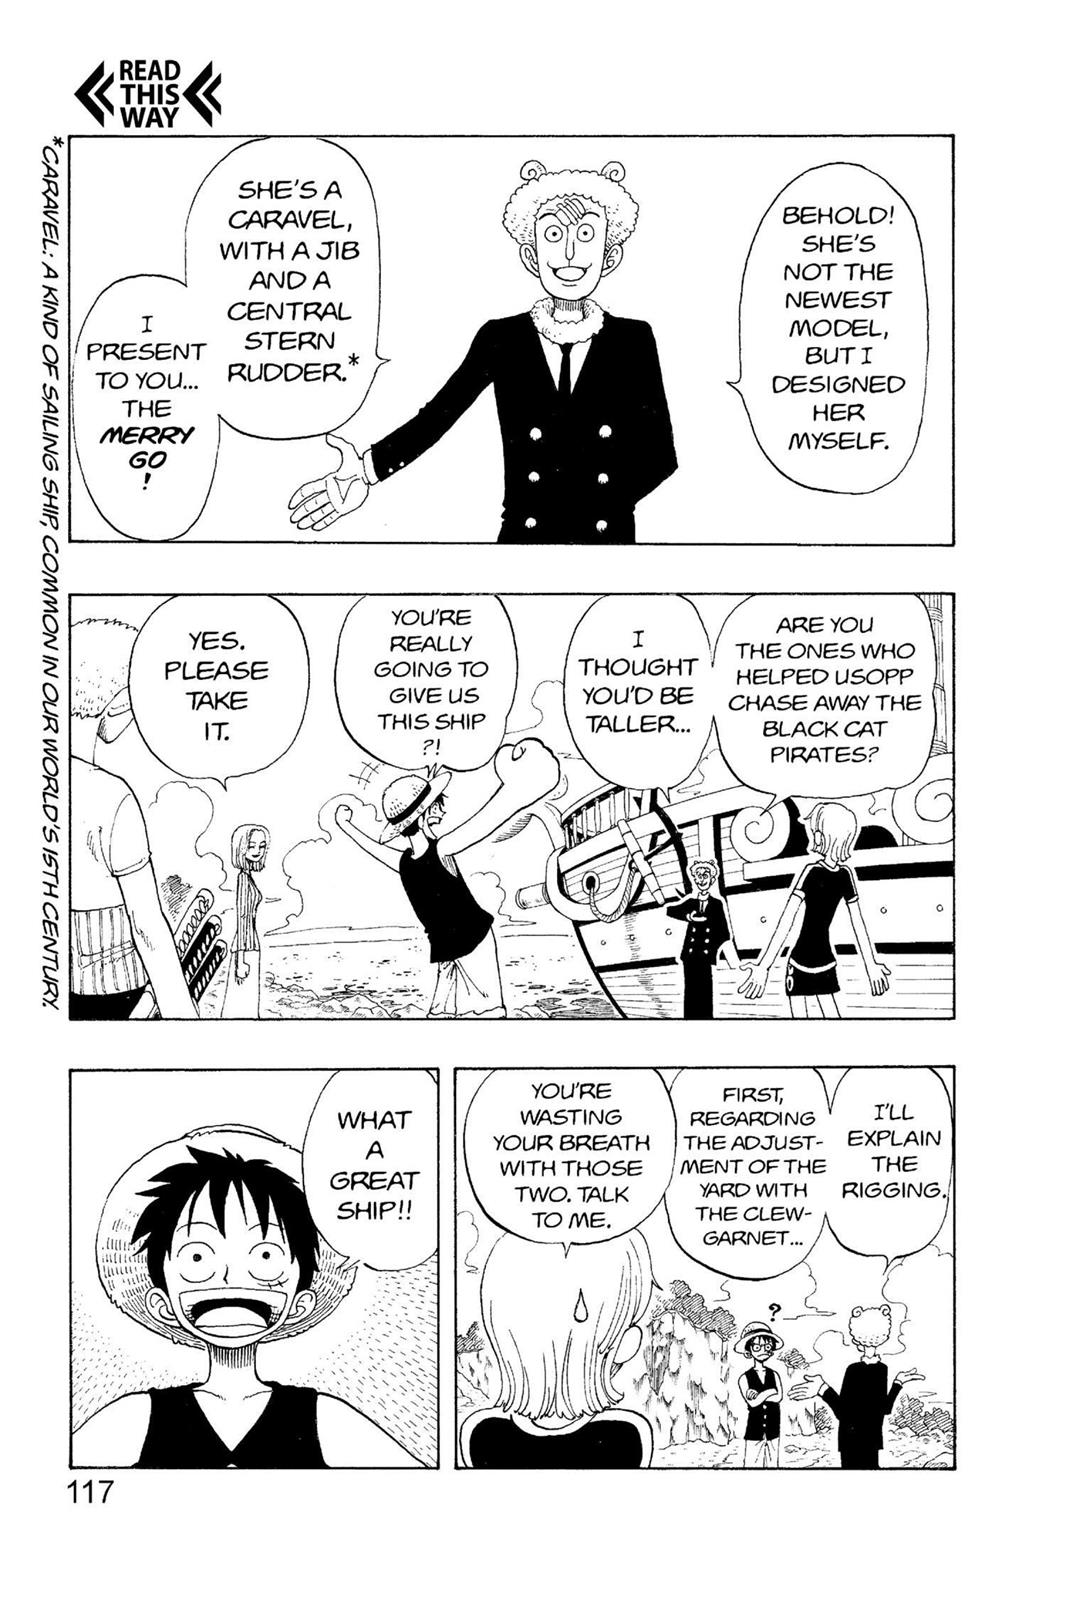 READ
THIS
WAY
BEHOLD!
SHE'S
NOT THE
NEWEST
MODEL,
BUT I
DESIGNED
HER
MYSELF.
SHE'S A
CARAVEL,
WITH A JIB
AND A
CENTRAL
STERN
RUDDER.*
I
PRESENT
TO YOU...
THE
MERRY
GO
!
*CARAVEL: A KIND OF SAILING SHIP, COMMON IN OUR WORLD'S 15TH CENTURY.
ARE YOU
THE ONES WHO
HELPED USOPP
CHASE AWAY THE
BLACK CAT
PIRATES?
I
THOUGHT
YOU'D BE
TALLER...
YOU'RE
REALLY
GOING TO
GIVE US
THIS SHIP
?!
YES.
PLEASE
TAKE
IT.
I'LL
EXPLAIN
THE
RIGGING.
FIRST,
REGARDING
THE ADJUST-
MENT OF THE
YARD WITH
THE CLEW-
GARNET...
?
YOU'RE
WASTING
YOUR BREATH
WITH THOSE
TWO. TALK
TO ME.
WHAT
A
GREAT
SHIP!!
117